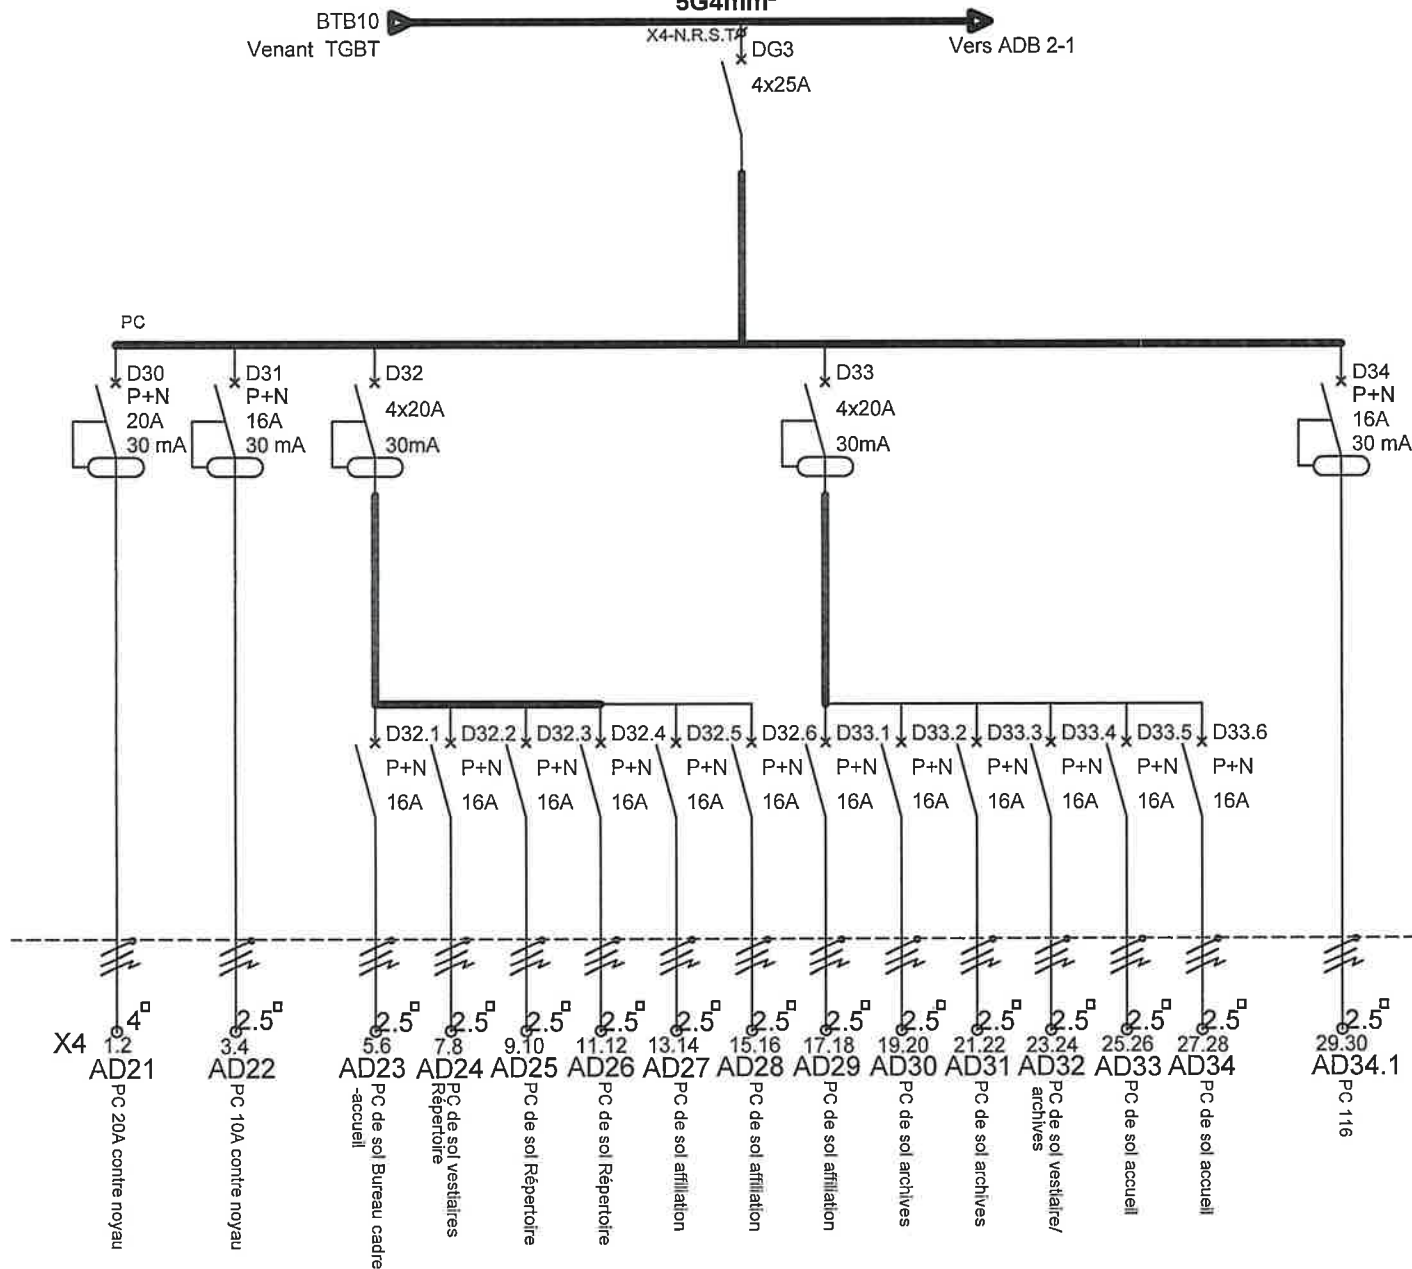 5G4mm²
BTB10
Venant TGBT
X4-N.R.S.T
Vers ADB 2-1
DG3
4x25A
PC
D30
P+N
20A
30 mA
D31
P+N
16A
30 mA
D32
4x20A
30mA
D33
4x20A
30mA
D34
P+N
16A
30 mA
D32.1
P+N
16A
D32.2
P+N
16A
D32.3
P+N
16A
D32.4
P+N
16A
D32.5
P+N
16A
D32.6
P+N
16A
D33.1
P+N
16A
D33.2
P+N
16A
D33.3
P+N
16A
D33.4
P+N
16A
D33.5
P+N
16A
D33.6
P+N
16A
X4
4
1.2
AD21
PC 20A contre noyau
2.5
3.4
AD22
PC 10A contre noyau
2.5
5.6
AD23
PC de sol Bureau cadre
-accueil
2.5
7.8
AD24
PC de sol vestiaires
Répertoire
2.5
9.10
AD25
PC de sol Répertoire
2.5
11.12
AD26
PC de sol Répertoire
2.5
13.14
AD27
PC de sol affiliation
2.5
15.16
AD28
PC de sol affiliation
2.5
17.18
AD29
PC de sol affiliation
2.5
19.20
AD30
PC de sol archives
2.5
21.22
AD31
PC de sol archives
2.5
23.24
AD32
PC de sol vestiaire/
archives
2.5
25.26
AD33
PC de sol accueil
2.5
27.28
AD34
PC de sol accueil
2.5
29.30
AD34.1
PC 116